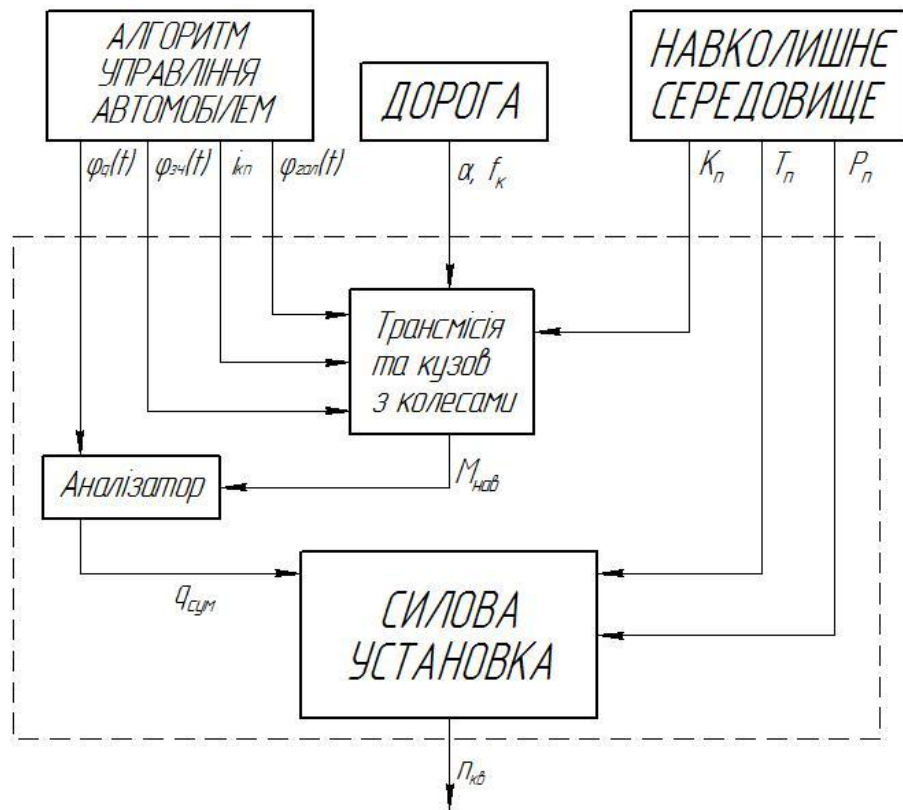 АЛГОРИТМ
УПРАВЛІННЯ
АВТОМОБІЛЕМ
ДОРОГА
НАВКОЛИШНЄ
СЕРЕДОВИЩЕ
φд(t) φзч(t) iкп φгал(t)
α, fк
Kп Tп Pп
Трансмісія
та кузов
з колесами
Mнав
Аналізатор
qсум
СИЛОВА
УСТАНОВКА
nкв